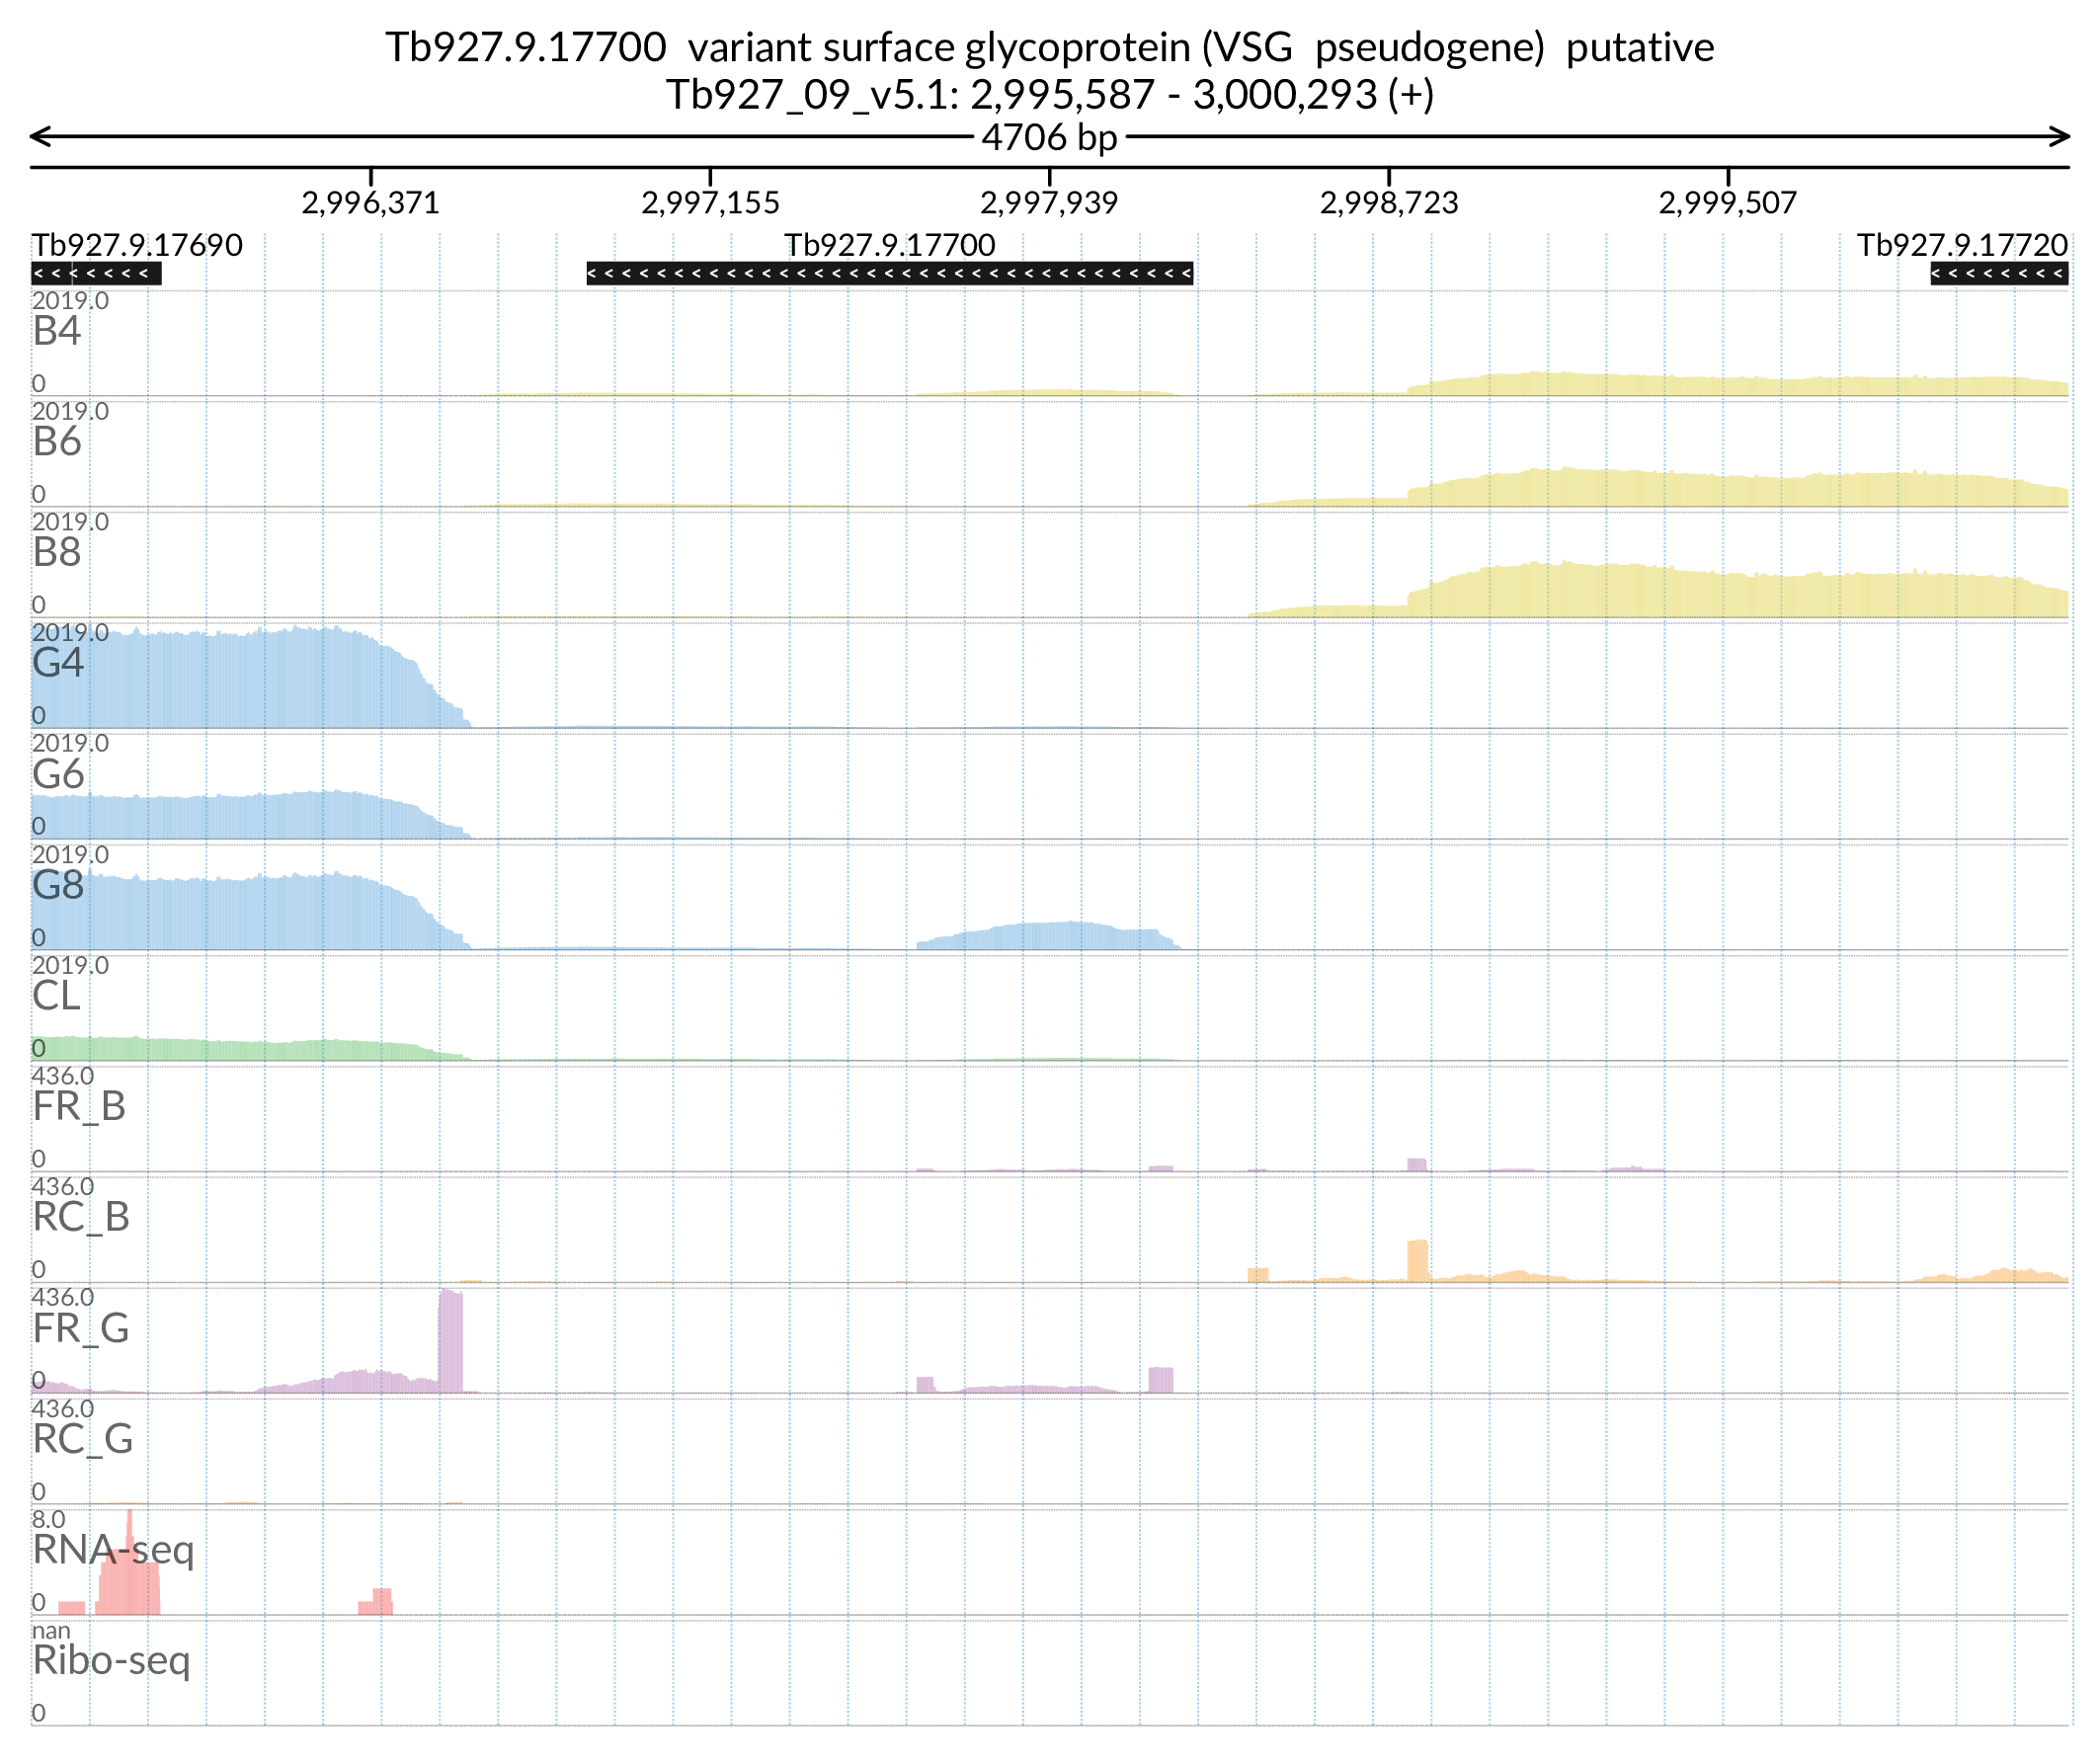 Tb927.9.17700 variant surface glycoprotein (VSG pseudogene) putative
Tb927_09_v5.1: 2,995,587 - 3,000,293 (+)
4706 bp
2,996,371 2,997,155 2,997,939 2,998,723 2,999,507
Tb927.9.17690 Tb927.9.17700 Tb927.9.17720
2019.0
B4
0
2019.0
B6
0
2019.0
B8
0
2019.0
G4
0
2019.0
G6
0
2019.0
G8
0
2019.0
CL
0
436.0
FR_B
0
436.0
RC_B
0
436.0
FR_G
0
436.0
RC_G
0
8.0
RNA-seq
0
nan
Ribo-seq
0